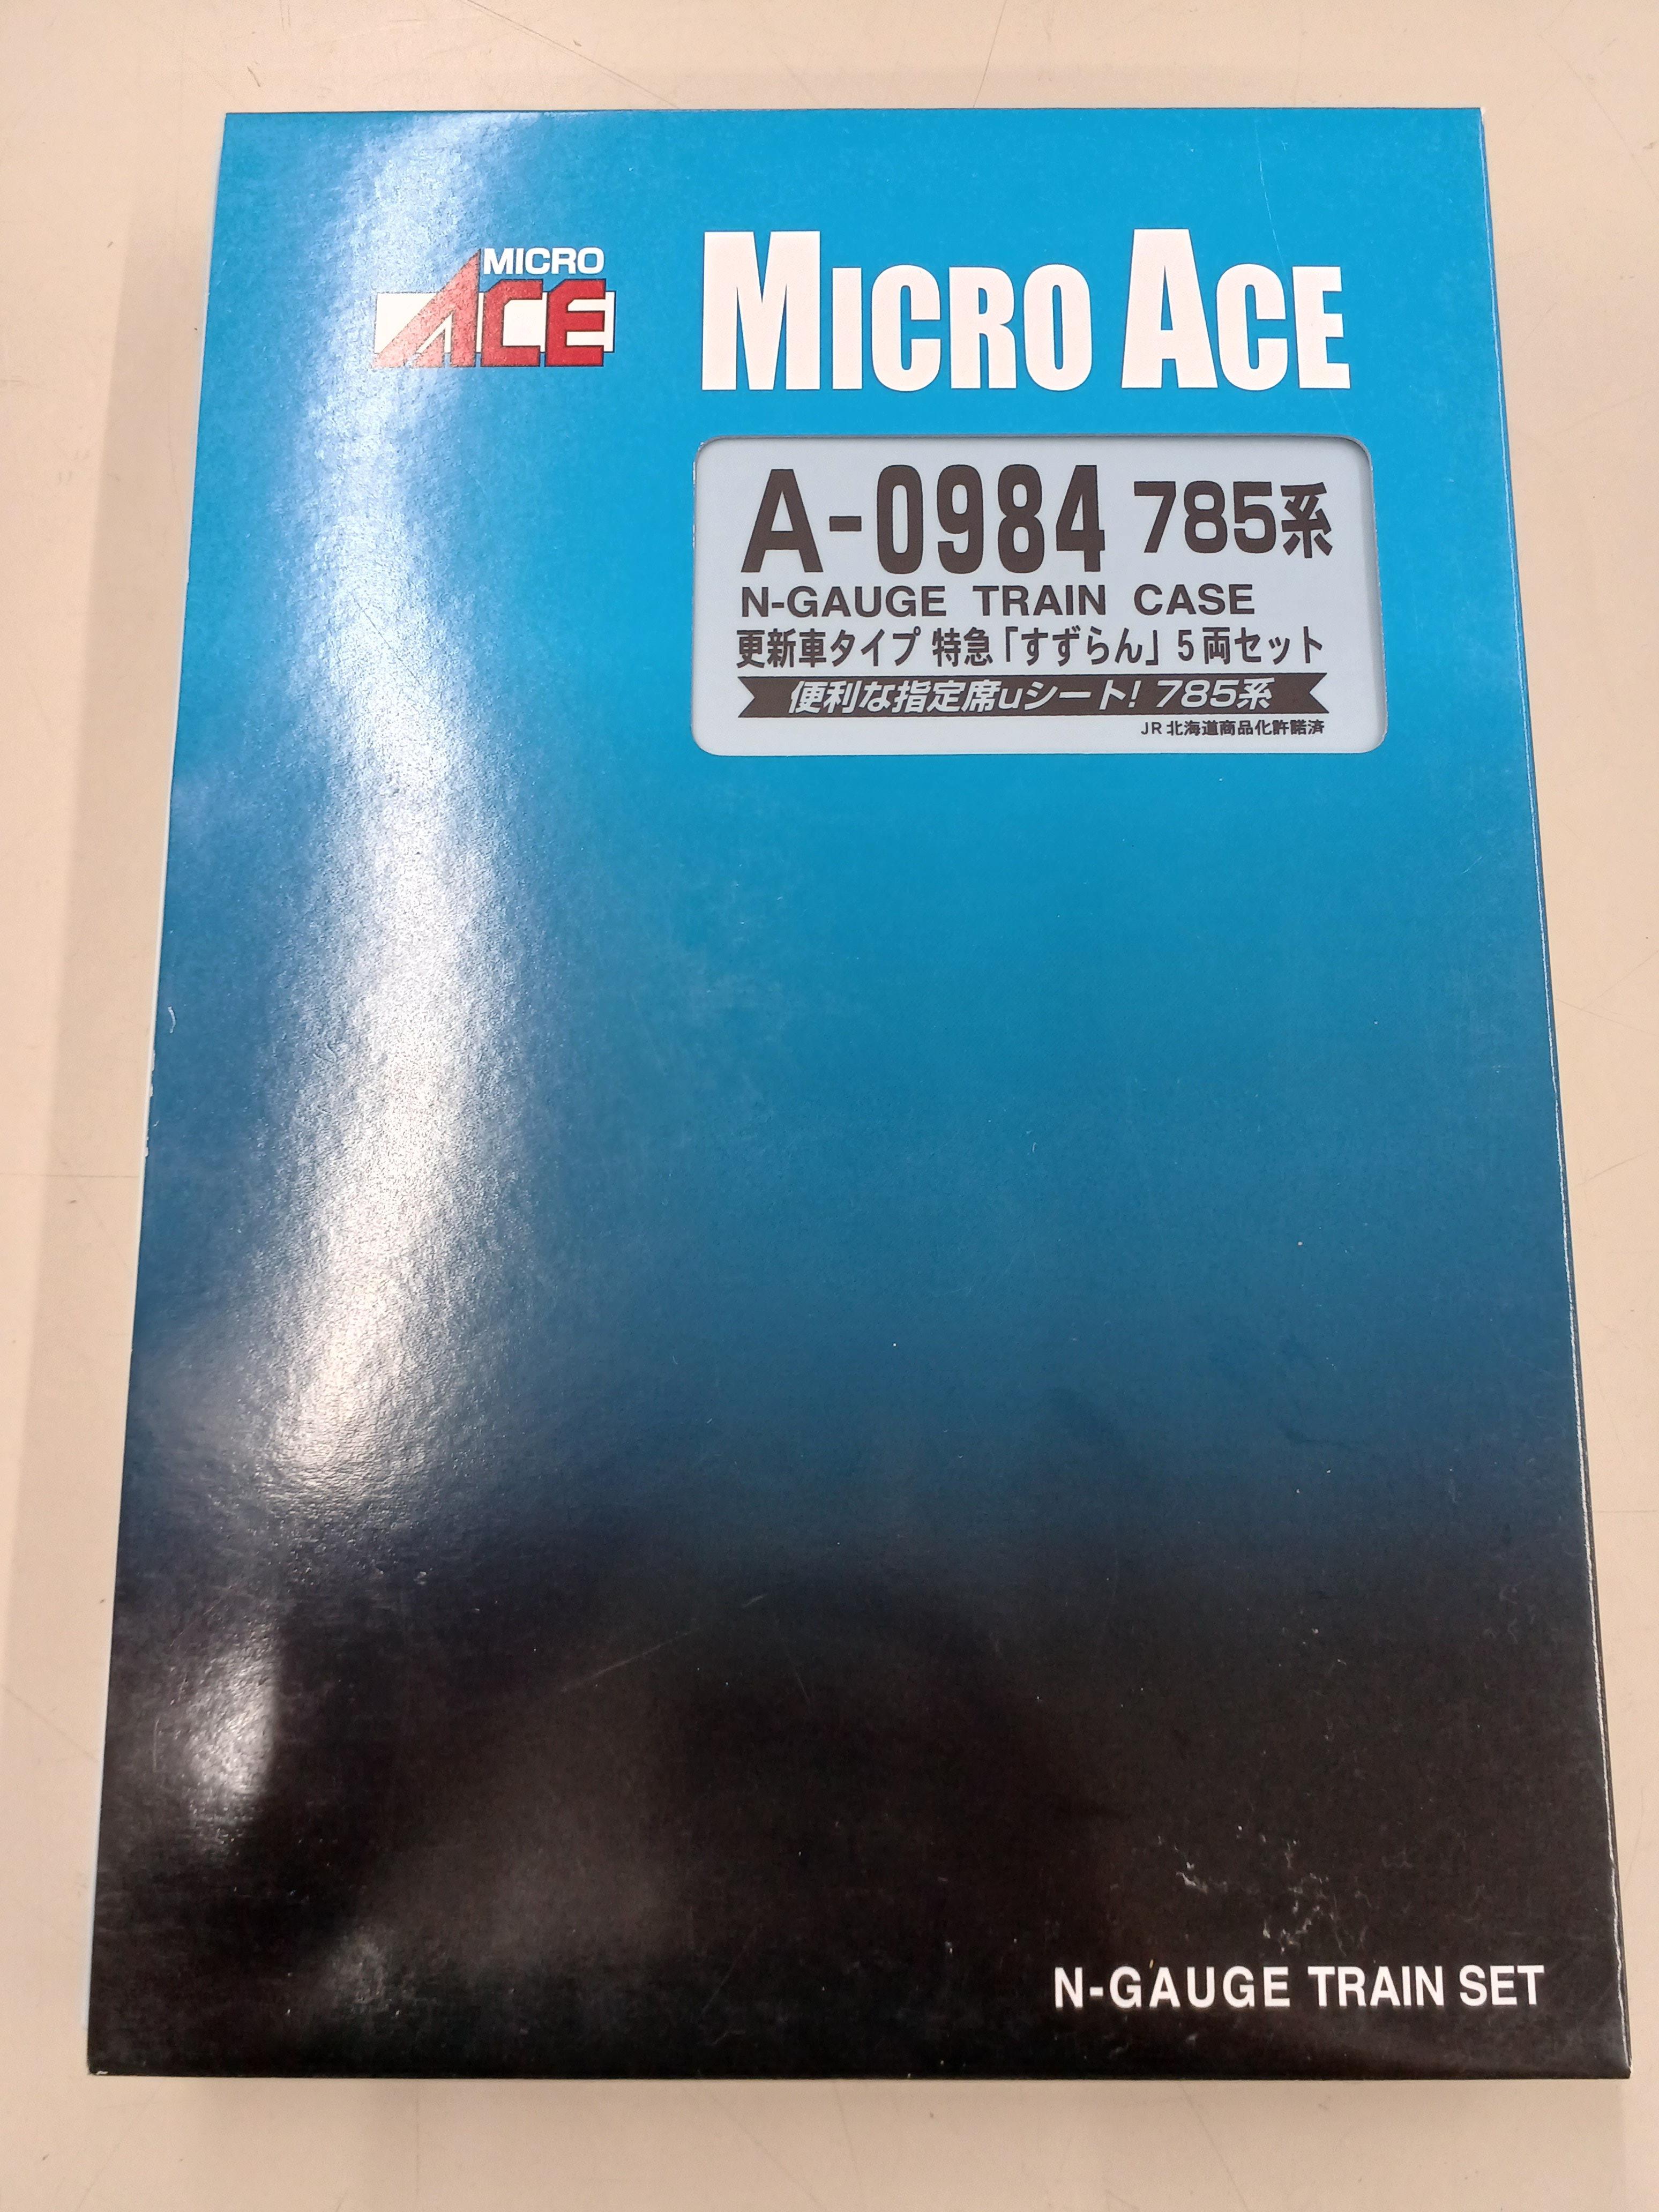 MICRO
ACE
MICRO ACE
A-0984 785系
N-GAUGE TRAIN CASE
更新車タイプ 特急「すずらん」5両セット
便利な指定席uシート! 785系
JR北海道商品化許諾済
N-GAUGE TRAIN SET